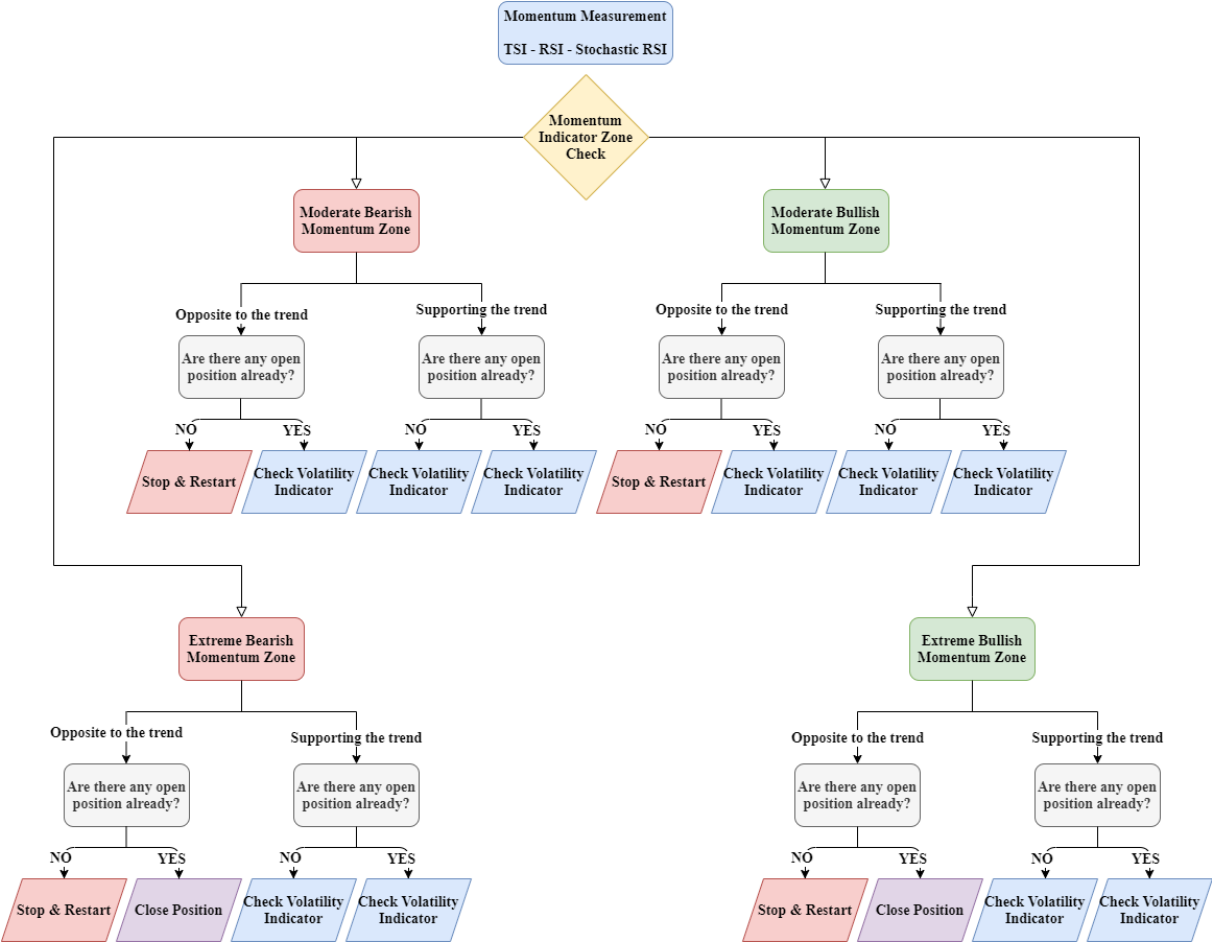 Momentum Measurement
TSI - RSI - Stochastic RSI
Momentum
Indicator Zone
Check
Moderate Bearish
Momentum Zone
Moderate Bullish
Momentum Zone
Opposite to the trend
Supporting the trend
Opposite to the trend
Supporting the trend
Are there any open
position already?
Are there any open
position already?
Are there any open
position already?
Are there any open
position already?
NO
YES
NO
YES
NO
YES
NO
YES
Stop & Restart
Check Volatility
Indicator
Check Volatility
Indicator
Check Volatility
Indicator
Stop & Restart
Check Volatility
Indicator
Check Volatility
Indicator
Check Volatility
Indicator
Extreme Bearish
Momentum Zone
Extreme Bullish
Momentum Zone
Opposite to the trend
Supporting the trend
Opposite to the trend
Supporting the trend
Are there any open
position already?
Are there any open
position already?
Are there any open
position already?
Are there any open
position already?
NO
YES
NO
YES
NO
YES
NO
YES
Stop & Restart
Close Position
Check Volatility
Indicator
Check Volatility
Indicator
Stop & Restart
Close Position
Check Volatility
Indicator
Check Volatility
Indicator